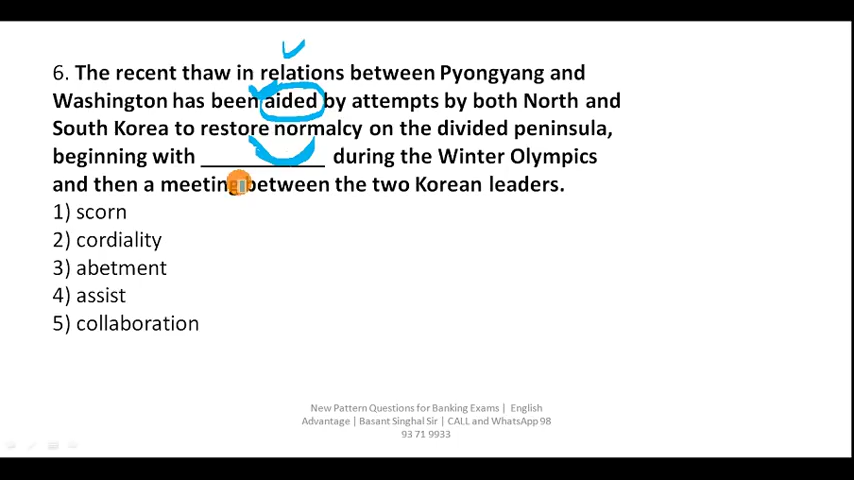 6. The recent thaw in relations between Pyongyang and
Washington has been aided by attempts by both North and
South Korea to restore normalcy on the divided peninsula,
beginning with ____________ during the Winter Olympics
and then a meeting between the two Korean leaders.
1) scorn
2) cordiality
3) abetment
4) assist
5) collaboration
New Pattern Questions for Banking Exams | English
Advantage | Basant Singhal Sir | CALL and WhatsApp 98
93 71 9933